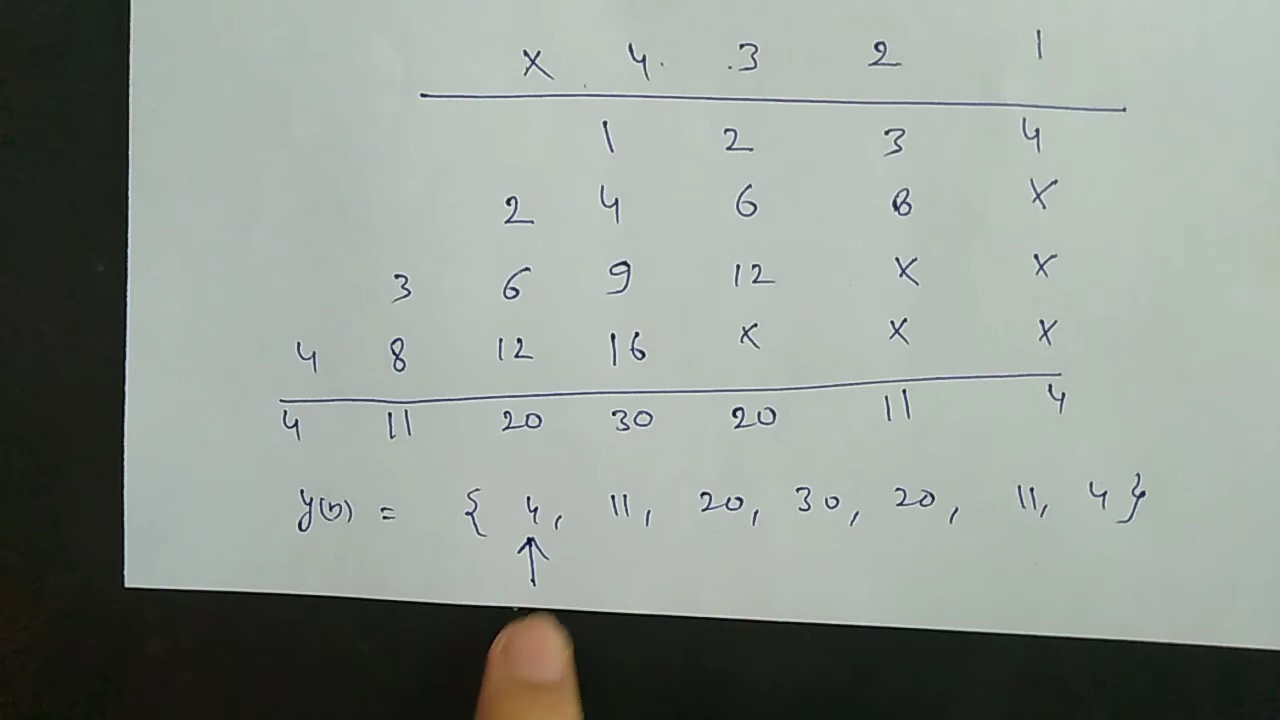 X 4. .3 2 1
1 2 3 4
2 4 6 8 X
3 6 9 12 X X
4 8 12 16 X X X
4 11 20 30 20 11 4
y(n) = { 4, 11, 20, 30, 20, 11, 4 }
↑